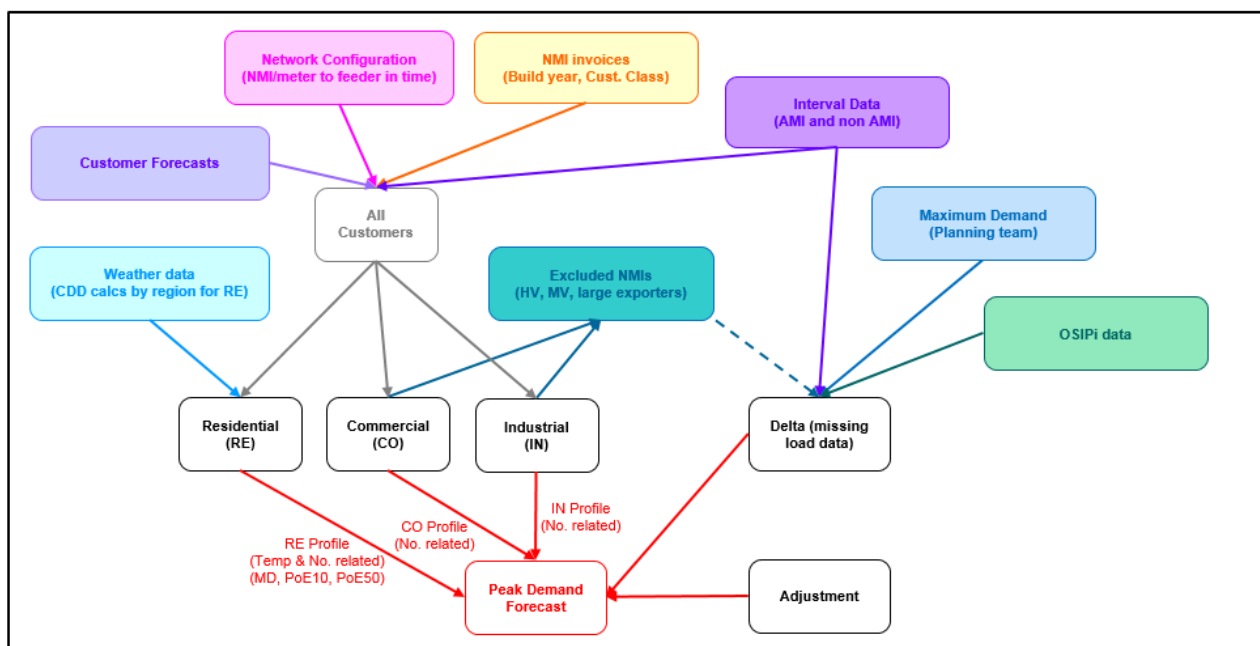 Network Configuration
(NMI/meter to feeder in time)
NMI invoices
(Build year, Cust. Class)
Interval Data
(AMI and non AMI)
Customer Forecasts
All
Customers
Maximum Demand
(Planning team)
Weather data
(CDD calcs by region for RE)
Excluded NMIs
(HV, MV, large exporters)
OSIPi data
Residential
(RE)
Commercial
(CO)
Industrial
(IN)
Delta (missing
load data)
RE Profile
(Temp & No. related)
(MD, PoE10, PoE50)
CO Profile
(No. related)
IN Profile
(No. related)
Peak Demand
Forecast
Adjustment